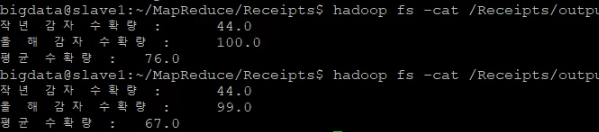 bigdata@slave1:~/MapReduce/Receipts$ hadoop fs -cat /Receipts/outpu
작년 감자 수확량 : 44.0
올 해 감자 수확량 : 100.0
평균 수확량 : 76.0
bigdata@slave1:~/MapReduce/Receipts$ hadoop fs -cat /Receipts/outpu
작년 감자 수확량 : 44.0
올 해 감자 수확량 : 99.0
평균 수확량 : 67.0